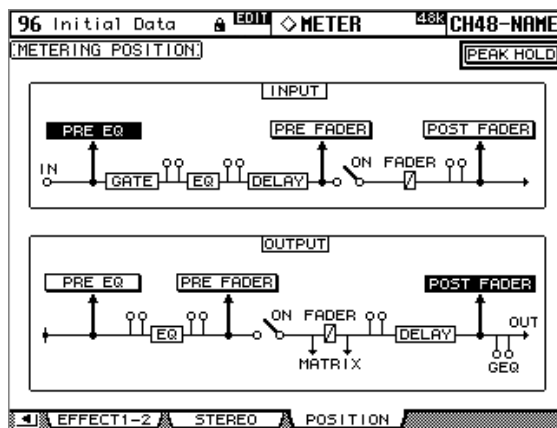 96 Initial Data EDIT ◇METER 48K CH48-NAME
METERING POSITION PEAK HOLD
INPUT
PRE EQ PRE FADER POST FADER
IN ON FADER
GATE EQ DELAY
OUTPUT
PRE EQ PRE FADER POST FADER
ON FADER OUT
EQ DELAY
MATRIX GEQ
EFFECT1-2 STEREO POSITION